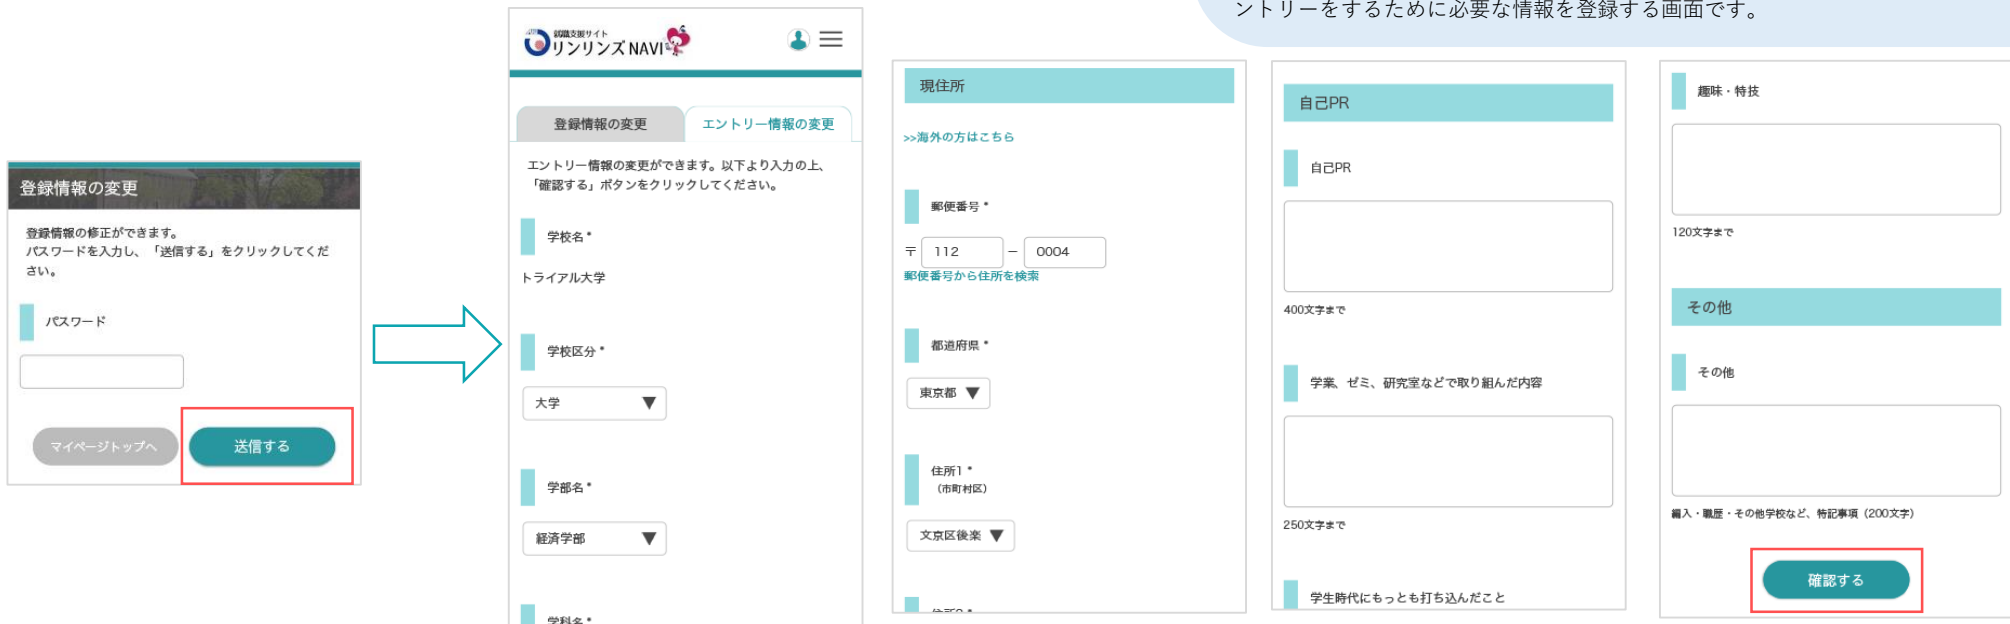 ントリーをするために必要な情報を登録する画面です。
登録情報の変更
登録情報の修正ができます。
パスワードを入力し、「送信する」をクリックしてくだ
さい。
パスワード
マイページトップへ
送信する
就職支援サイト
リンリンズNAVI
登録情報の変更
エントリー情報の変更
エントリー情報の変更ができます。以下より入力の上、
「確認する」ボタンをクリックしてください。
学校名*
トライアル大学
学校区分*
大学 ▼
学部名*
経済学部 ▼
学科名*
現住所
>>海外の方はこちら
郵便番号*
〒 112 － 0004
郵便番号から住所を検索
都道府県*
東京都 ▼
住所1*
（市町村区）
文京区後楽 ▼
住所2*
自己PR
自己PR
400文字まで
学業、ゼミ、研究室などで取り組んだ内容
250文字まで
学生時代にもっとも打ち込んだこと
趣味・特技
120文字まで
その他
その他
編入・職歴・その他学校など、特記事項（200文字）
確認する